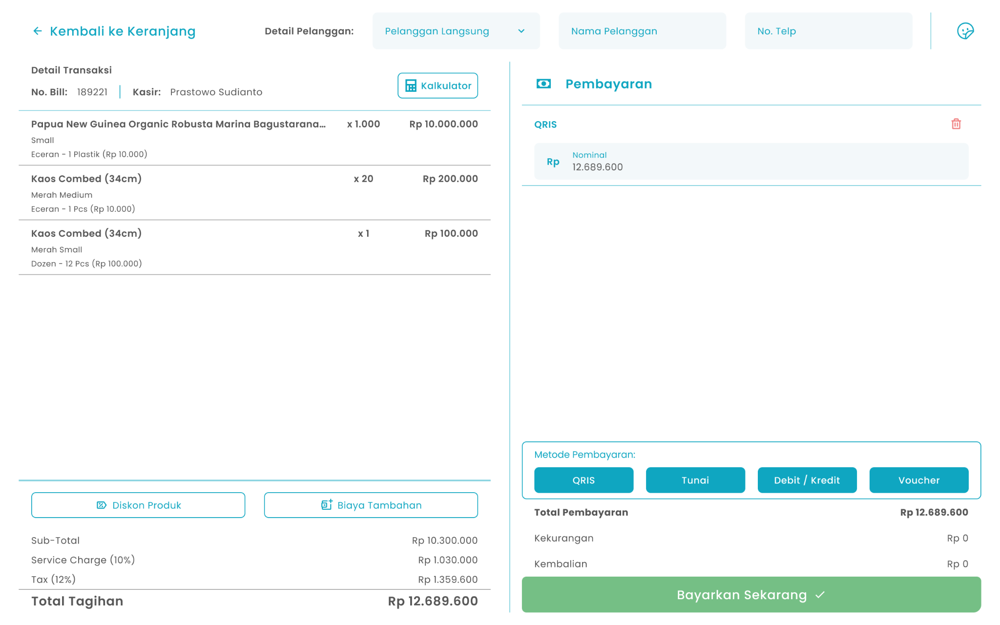 Kembali ke Keranjang
Detail Pelanggan:
Pelanggan Langsung
Nama Pelanggan
No. Telp
Detail Transaksi
No. Bill: 189221
Kasir: Prastowo Sudianto
Kalkulator
Papua New Guinea Organic Robusta Marina Bagustarana... x 1.000 Rp 10.000.000
Small
Eceran - 1 Plastik (Rp 10.000)
Kaos Combed (34cm) x 20 Rp 200.000
Merah Medium
Eceran - 1 Pcs (Rp 10.000)
Kaos Combed (34cm) x 1 Rp 100.000
Merah Small
Dozen - 12 Pcs (Rp 100.000)
Diskon Produk
Biaya Tambahan
Sub-Total Rp 10.300.000
Service Charge (10%) Rp 1.030.000
Tax (12%) Rp 1.359.600
Total Tagihan Rp 12.689.600
Pembayaran
QRIS
Rp
Nominal
12.689.600
Metode Pembayaran:
QRIS
Tunai
Debit / Kredit
Voucher
Total Pembayaran Rp 12.689.600
Kekurangan Rp 0
Kembalian Rp 0
Bayarkan Sekarang